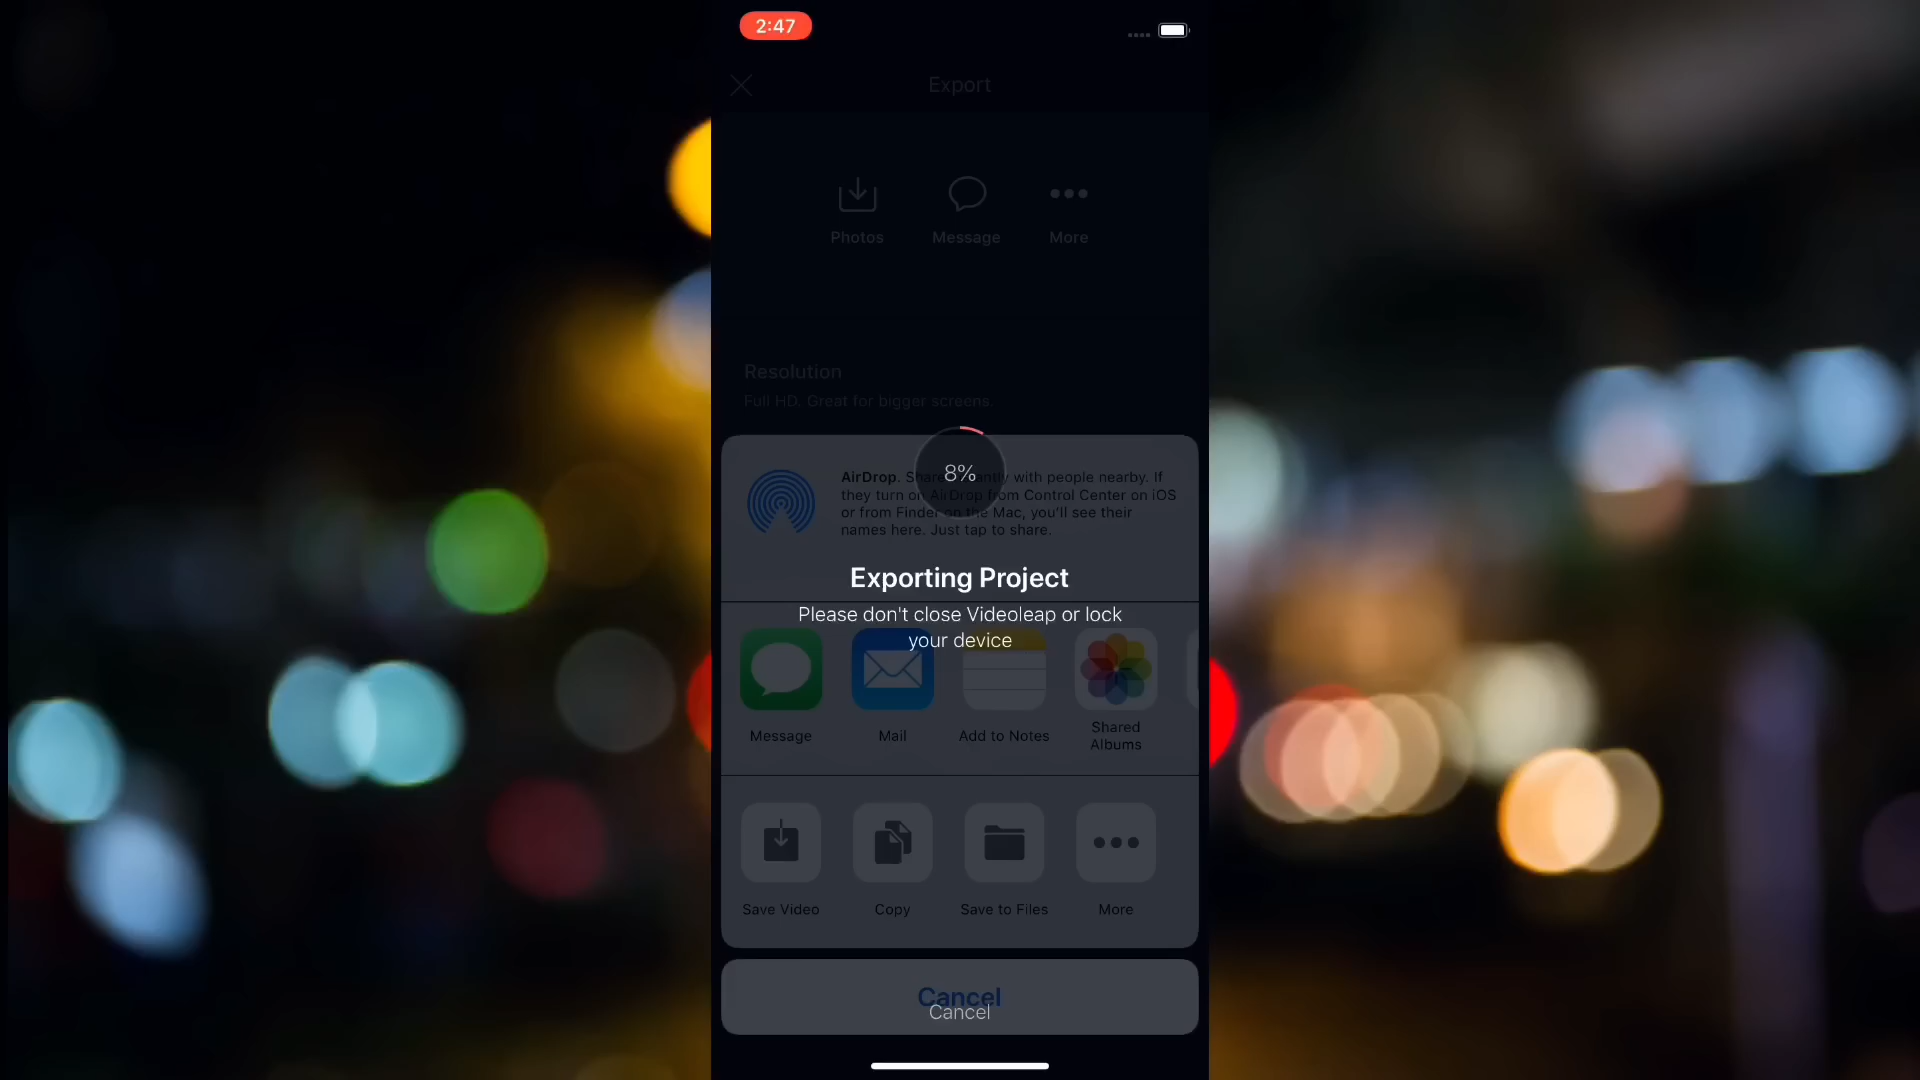 2:47
Export
Photos
Message
More
Resolution
Full HD. Great for bigger screens.
8%
AirDrop. Share instantly with people nearby. If
they turn on AirDrop from Control Center on iOS
or from Finder on the Mac, you'll see their
names here. Just tap to share.
Exporting Project
Please don't close Videoleap or lock
your device
Message
Mail
Add to Notes
Shared
Albums
Save Video
Copy
Save to Files
More
Cancel
Cancel